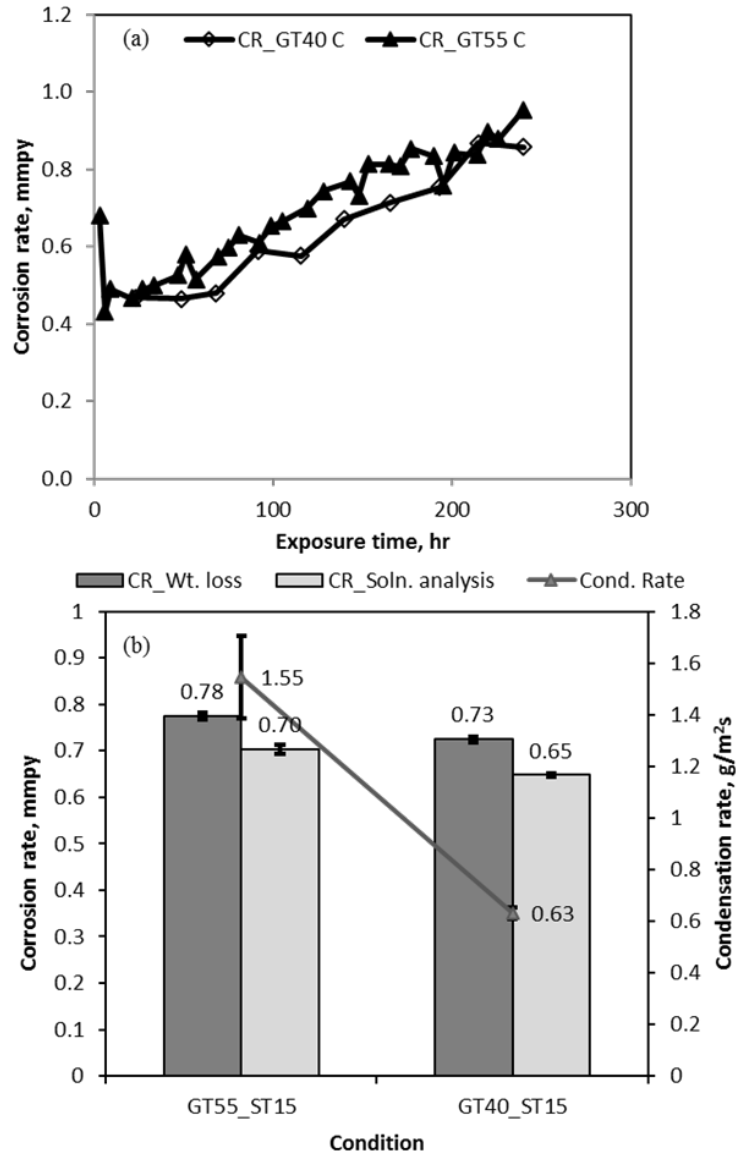 1.2
(a)
CR_GT40 C
CR_GT55 C
1.0
0.8
0.6
0.4
0.2
0.0
Corrosion rate, mmpy
0
100
200
300
Exposure time, hr
CR_Wt. loss
CR_Soln. analysis
Cond. Rate
1
0.9
0.8
0.7
0.6
0.5
0.4
0.3
0.2
0.1
0
Corrosion rate, mmpy
(b)
0.78
1.55
0.70
0.73
0.65
0.63
1.8
1.6
1.4
1.2
1
0.8
0.6
0.4
0.2
0
Condensation rate, g/m²s
GT55_ST15
GT40_ST15
Condition